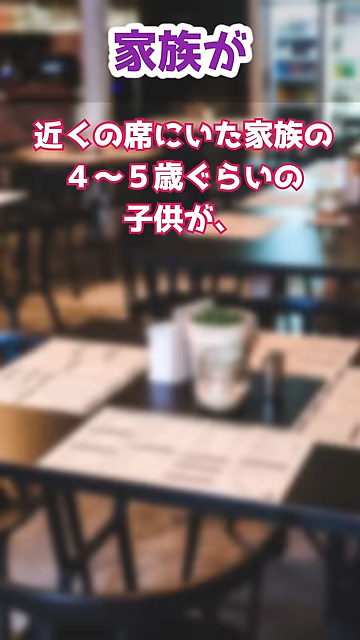 家族が
近くの席にいた家族の
４～５歳ぐらいの
子供が、